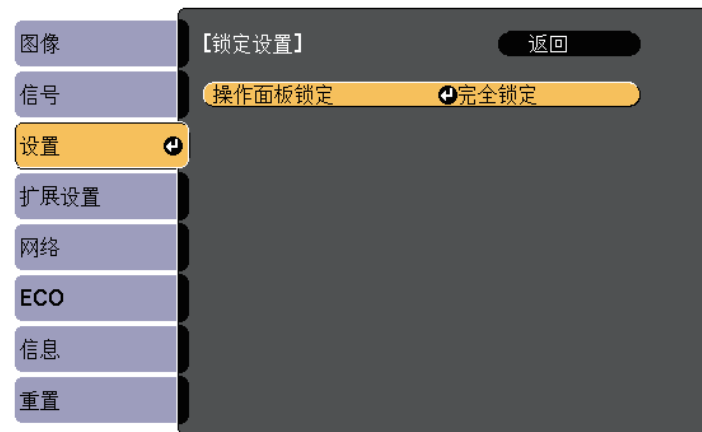 图像
信号
设置
扩展设置
网络
ECO
信息
重置
[锁定设置] 返回
操作面板锁定 完全锁定